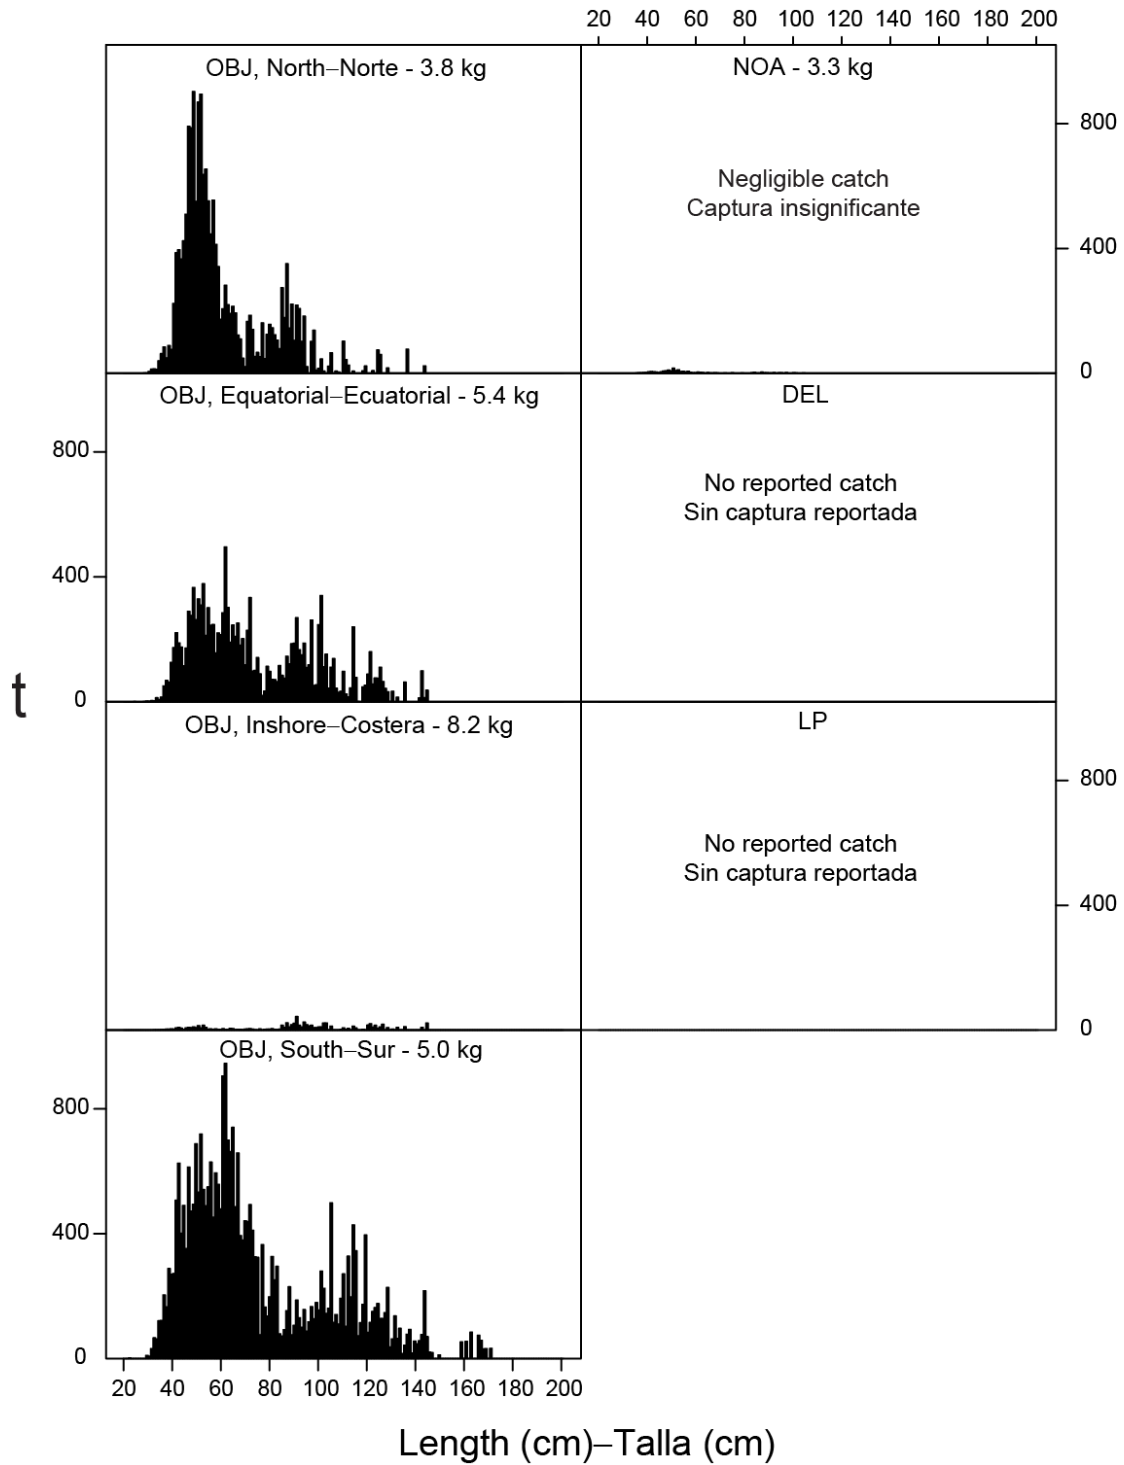 20 40 60 80 100 120 140 160 180 200
OBJ, North–Norte - 3.8 kg
NOA - 3.3 kg
Negligible catch
Captura insignificante
800
400
0
OBJ, Equatorial–Ecuatorial - 5.4 kg
DEL
No reported catch
Sin captura reportada
800
400
0
t
OBJ, Inshore–Costera - 8.2 kg
LP
No reported catch
Sin captura reportada
800
400
0
OBJ, South–Sur - 5.0 kg
800
400
0
20 40 60 80 100 120 140 160 180 200
Length (cm)–Talla (cm)